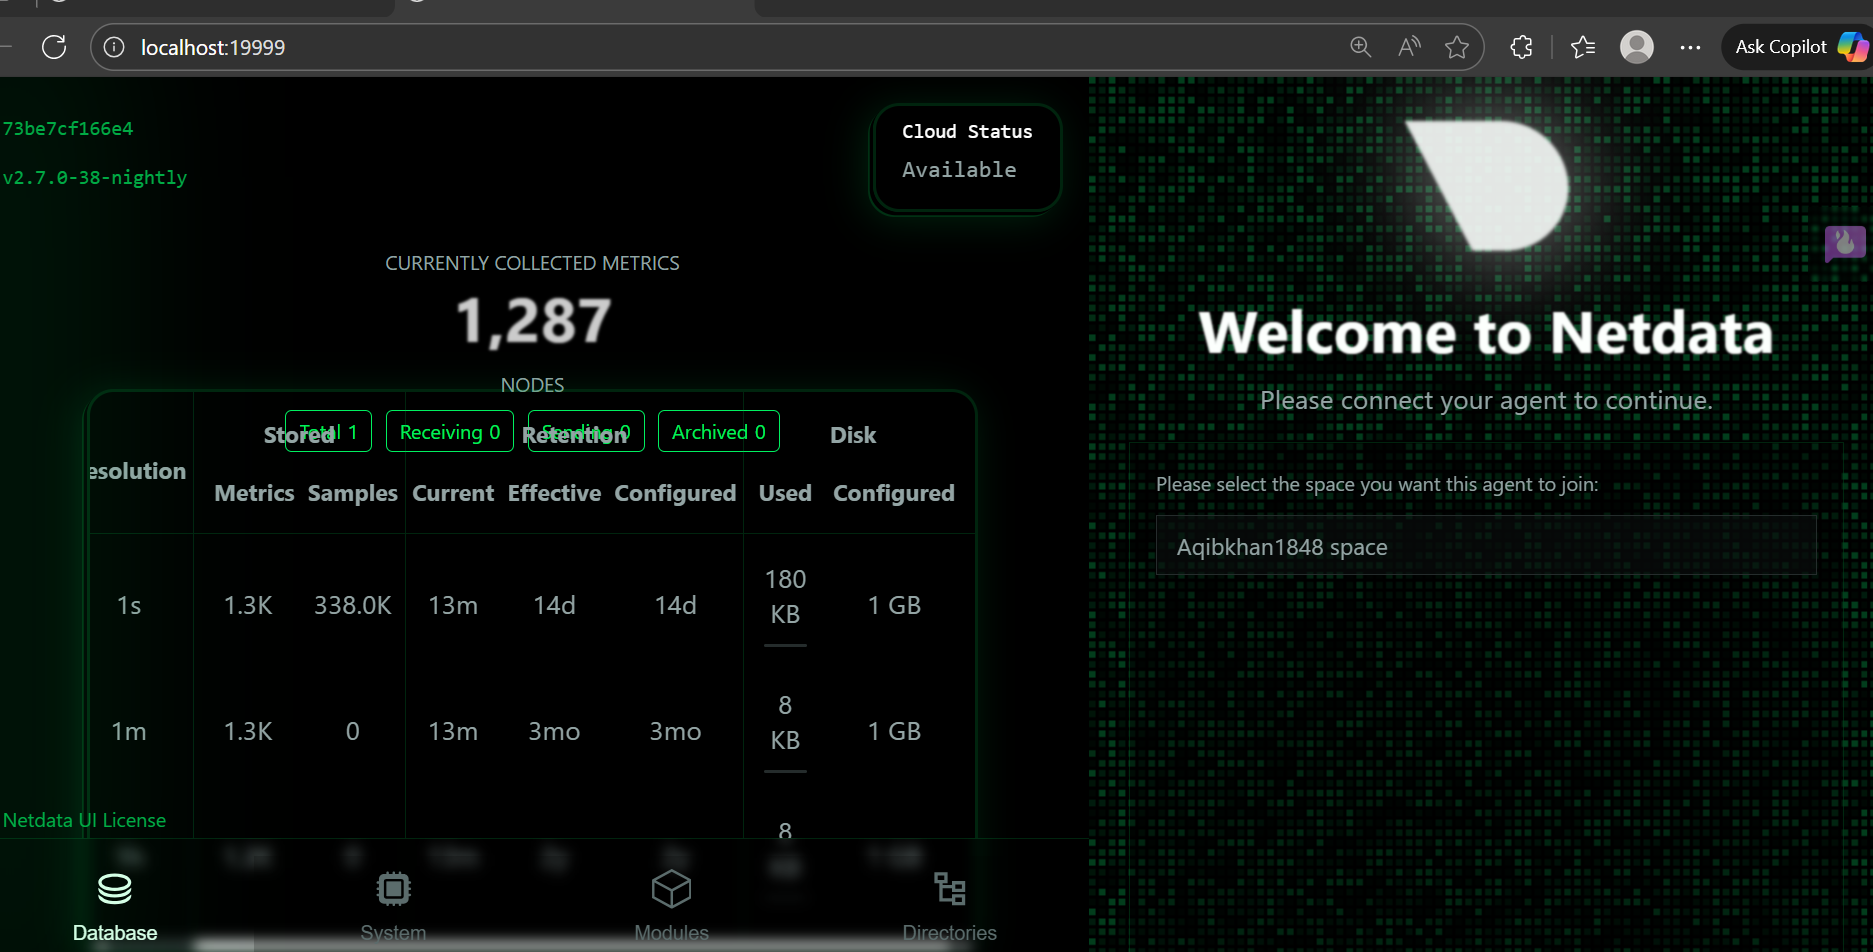 localhost:19999
Ask Copilot
73be7cf166e4
v2.7.0-38-nightly
Cloud Status
Available
CURRENTLY COLLECTED METRICS
1,287
NODES
Total 1
Receiving 0
Sending 0
Archived 0
Stored
Retention
Disk
esolution
Metrics
Samples
Current
Effective
Configured
Used
Configured
1s
1.3K
338.0K
13m
14d
14d
180
KB
1 GB
1m
1.3K
0
13m
3mo
3mo
8
KB
1 GB
8
Netdata UI License
Database
System
Modules
Directories
Welcome to Netdata
Please connect your agent to continue.
Please select the space you want this agent to join:
Aqibkhan1848 space